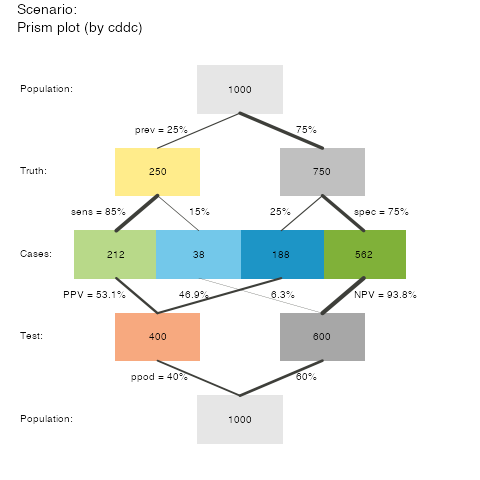 Scenario:
Prism plot (by cddc)
Population:
1000
prev = 25%
75%
Truth:
250
750
sens = 85%
15%
25%
spec = 75%
Cases:
212
38
188
562
PPV = 53.1%
46.9%
6.3%
NPV = 93.8%
Test:
400
600
ppod = 40%
60%
Population:
1000